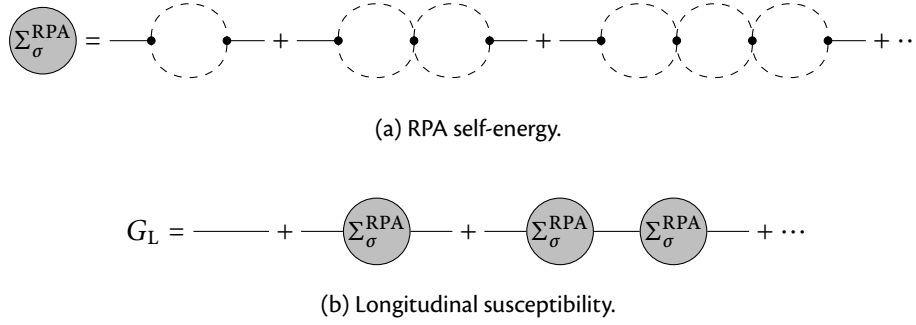 Σ_σ^RPA = + + + ··
(a) RPA self-energy.
G_L = + Σ_σ^RPA + Σ_σ^RPA Σ_σ^RPA + ···
(b) Longitudinal susceptibility.